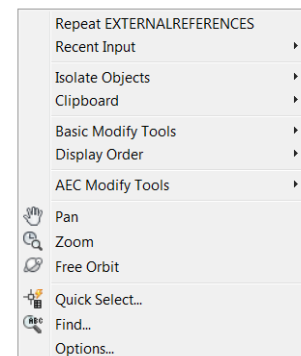 Repeat EXTERNALREFERENCES
Recent Input
Isolate Objects
Clipboard
Basic Modify Tools
Display Order
AEC Modify Tools
Pan
Zoom
Free Orbit
Quick Select...
ABC
Find...
Options...